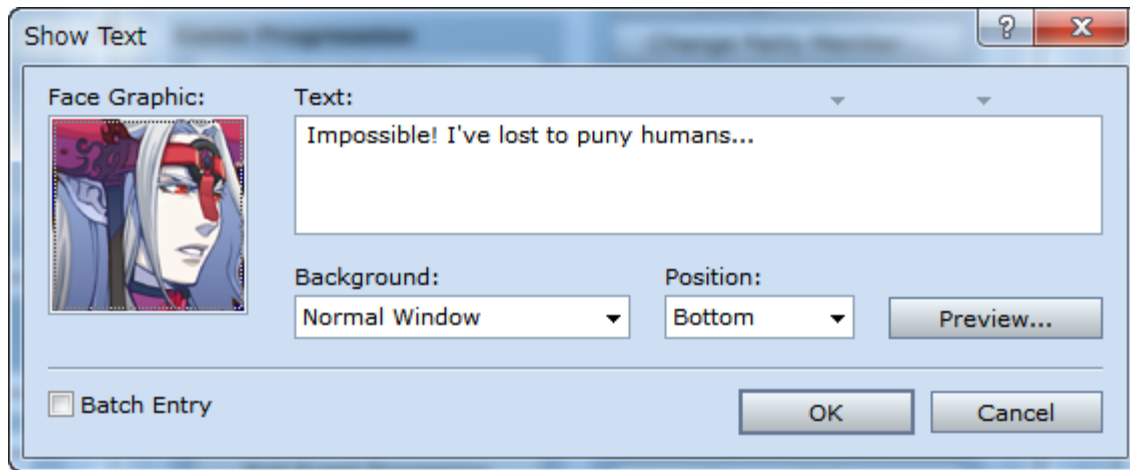 Show Text
Face Graphic:
Text:
Impossible! I've lost to puny humans...
Background:
Position:
Normal Window
Bottom
Preview...
Batch Entry
OK
Cancel